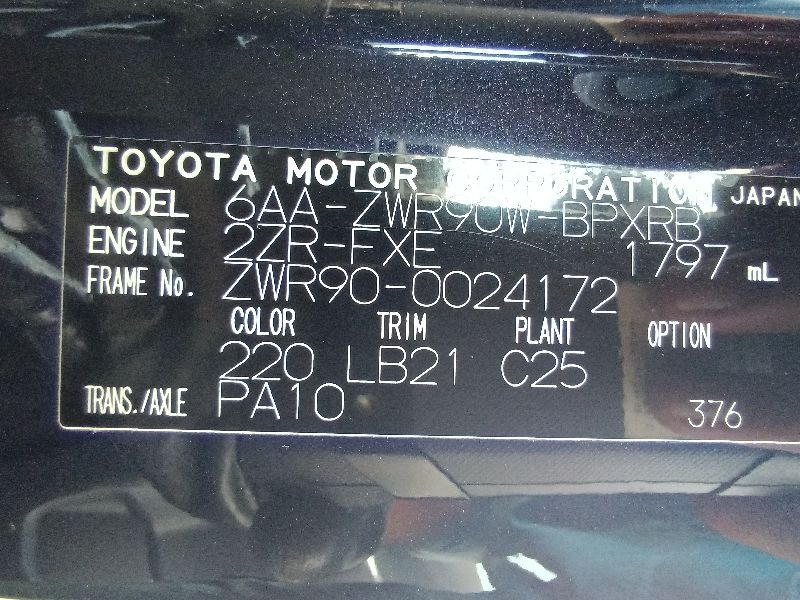 TOYOTA MOTOR CORPORATION, JAPAN
MODEL 6AA-ZWR90W-BPXRB
ENGINE 2ZR-FXE 1797 mL
FRAME No. ZWR90-0024172
COLOR TRIM PLANT OPTION
220 LB21 C25
TRANS./AXLE PA10 376